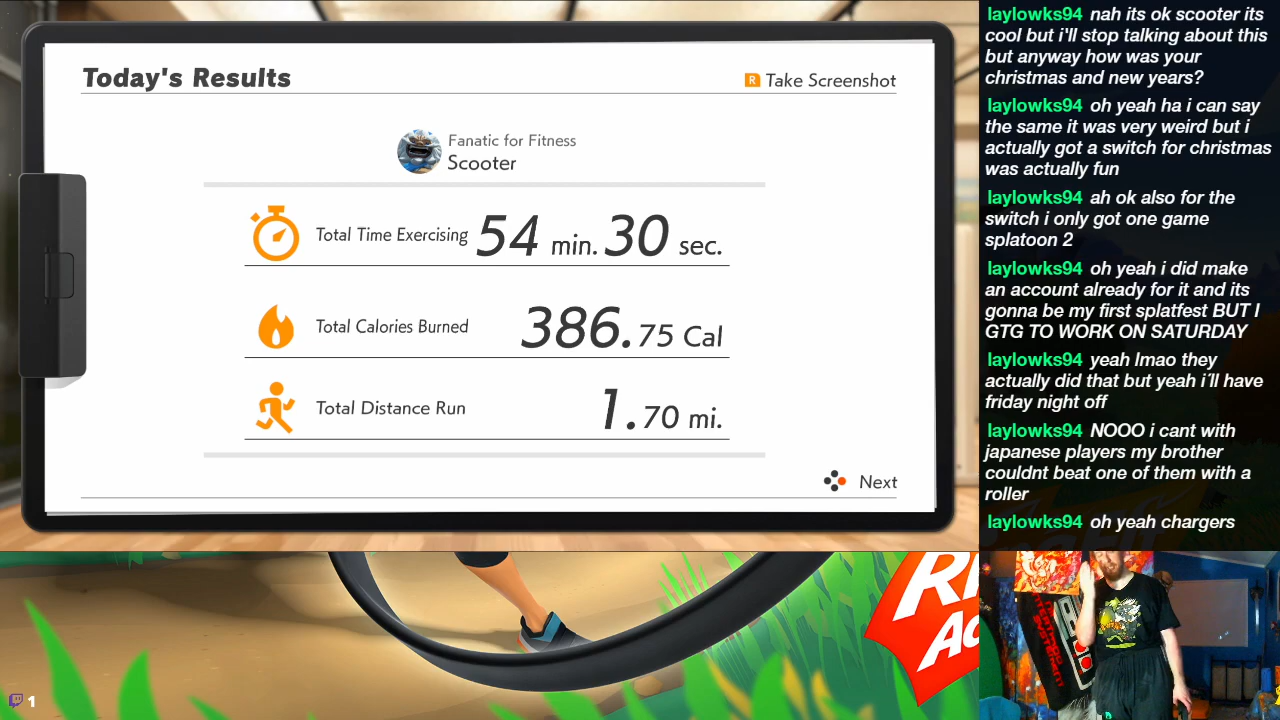 Today's Results
R Take Screenshot
Fanatic for Fitness
Scooter
Total Time Exercising 54 min. 30 sec.
Total Calories Burned 386.75 Cal
Total Distance Run 1.70 mi.
Next
1
laylowks94 nah its ok scooter its
cool but i'll stop talking about this
but anyway how was your
christmas and new years?
laylowks94 oh yeah ha i can say
the same it was very weird but i
actually got a switch for christmas
was actually fun
laylowks94 ah ok also for the
switch i only got one game
splatoon 2
laylowks94 oh yeah i did make
an account already for it and its
gonna be my first splatfest BUT I
GTG TO WORK ON SATURDAY
laylowks94 yeah lmao they
actually did that but yeah i'll have
friday night off
laylowks94 NOOO i cant with
japanese players my brother
couldnt beat one of them with a
roller
laylowks94 oh yeah chargers